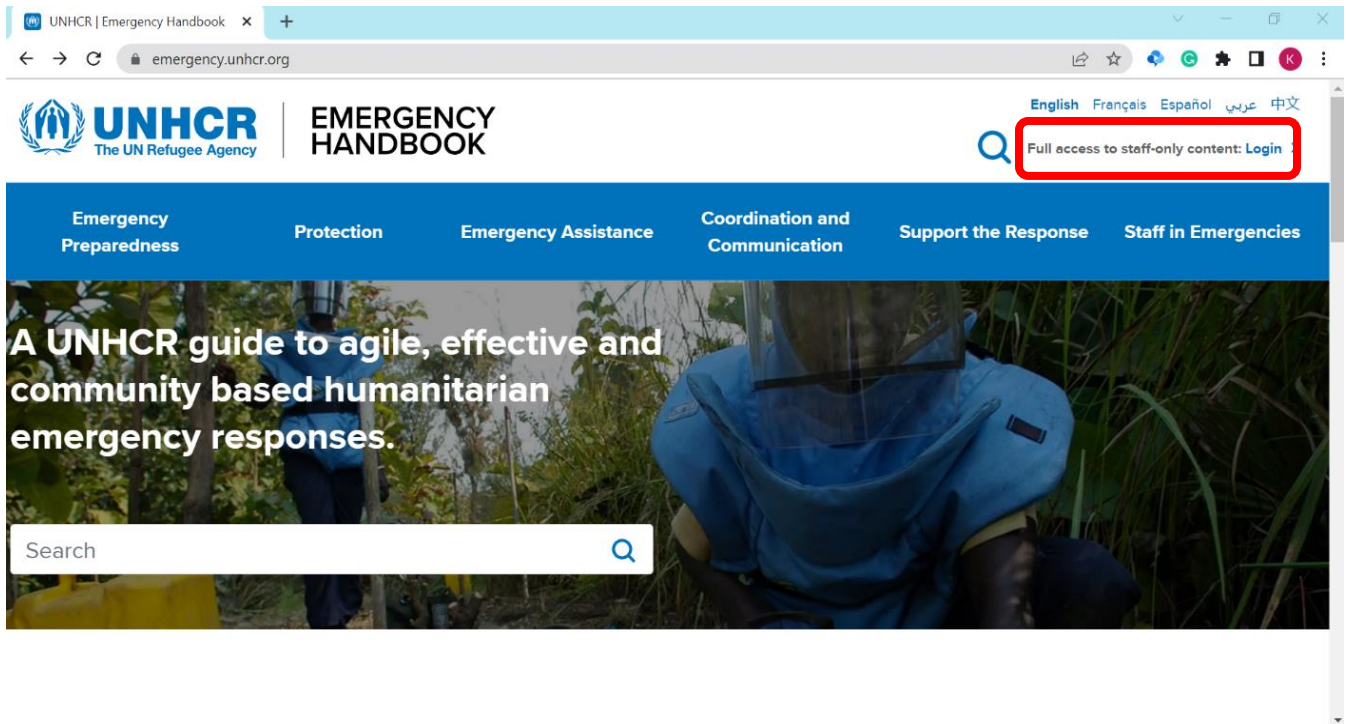 UNHCR | Emergency Handbook
emergency.unhcr.org
K
UNHCR
The UN Refugee Agency
EMERGENCY
HANDBOOK
English Français Español عربي 中文
Full access to staff-only content: Login
Emergency
Preparedness
Protection
Emergency Assistance
Coordination and
Communication
Support the Response
Staff in Emergencies
A UNHCR guide to agile, effective and
community based humanitarian
emergency responses.
Search